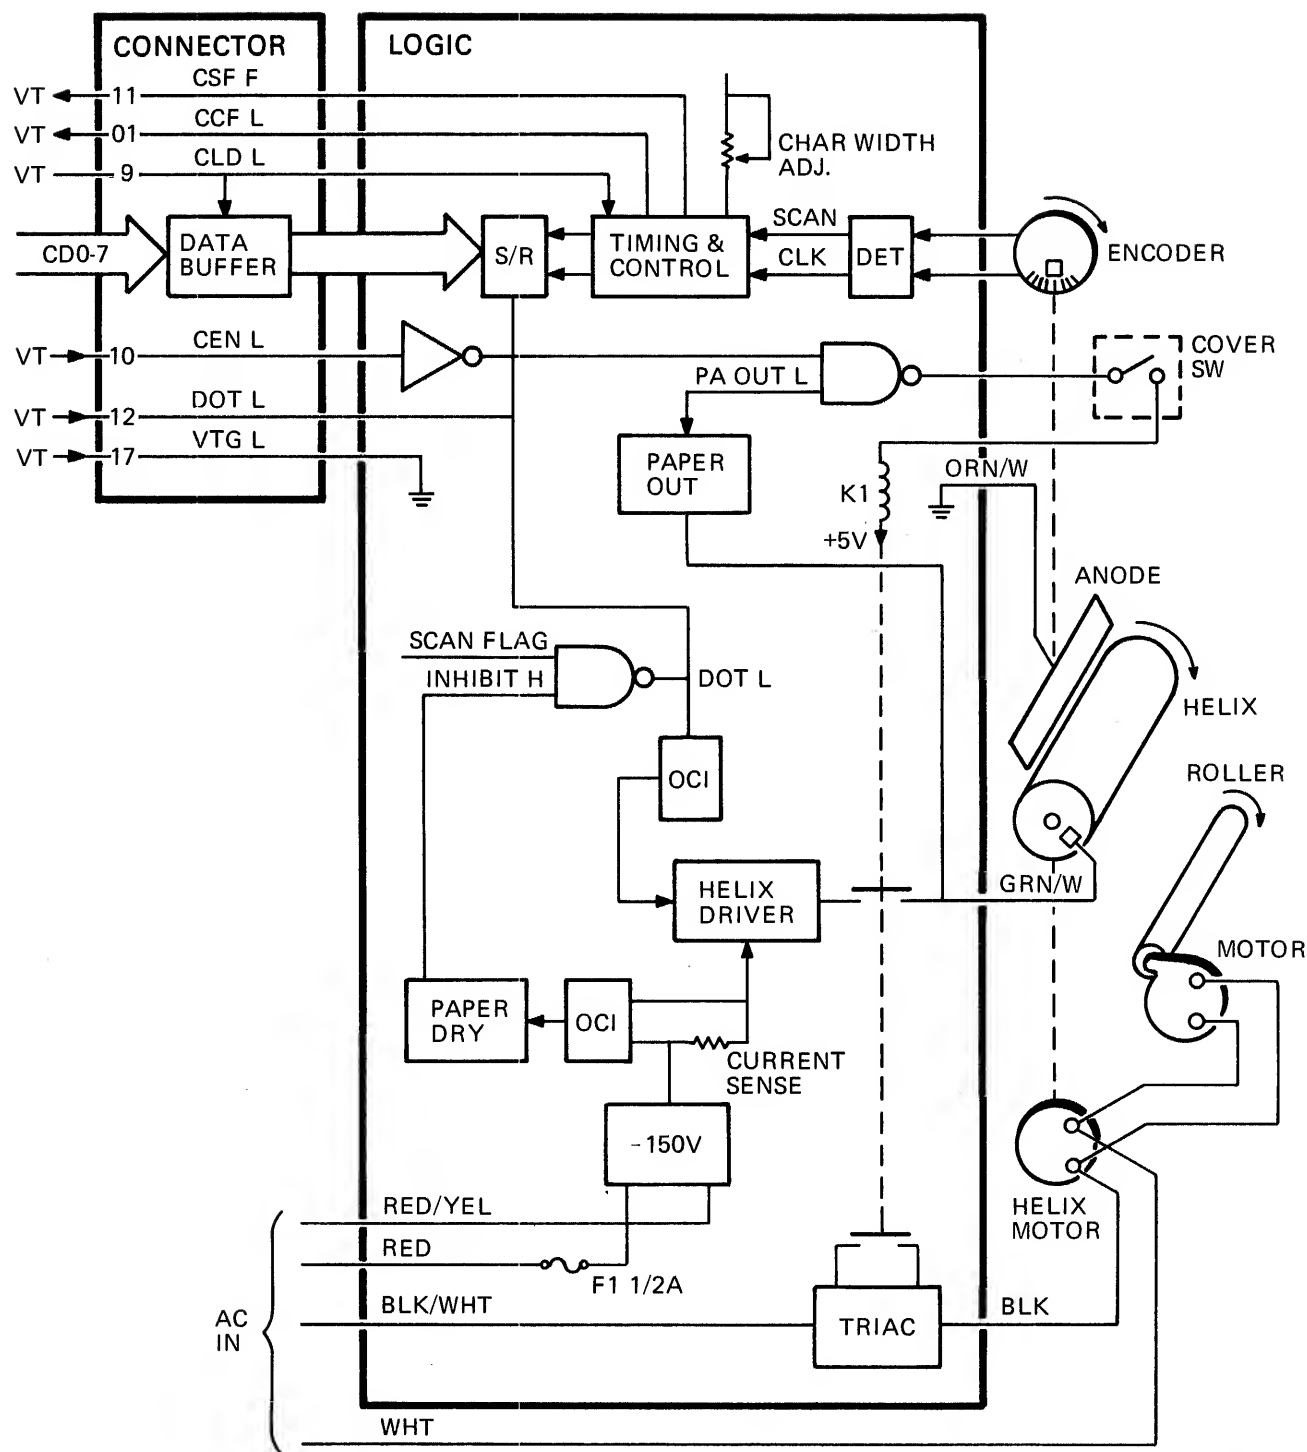 CONNECTOR
LOGIC
VT
11
CSF F
VT
01
CCF L
VT
9
CLD L
CHAR WIDTH
ADJ.
CD0-7
DATA
BUFFER
S/R
TIMING &
CONTROL
SCAN
CLK
DET
ENCODER
VT
10
CEN L
PA OUT L
COVER
SW
VT
12
DOT L
VT
17
VTG L
PAPER
OUT
K1
+5V
ORN/W
ANODE
SCAN FLAG
INHIBIT H
DOT L
HELIX
OCI
ROLLER
HELIX
DRIVER
GRN/W
MOTOR
PAPER
DRY
OCI
CURRENT
SENSE
-150V
HELIX
MOTOR
RED/YEL
RED
F1 1/2A
BLK/WHT
AC
IN
TRIAC
BLK
WHT